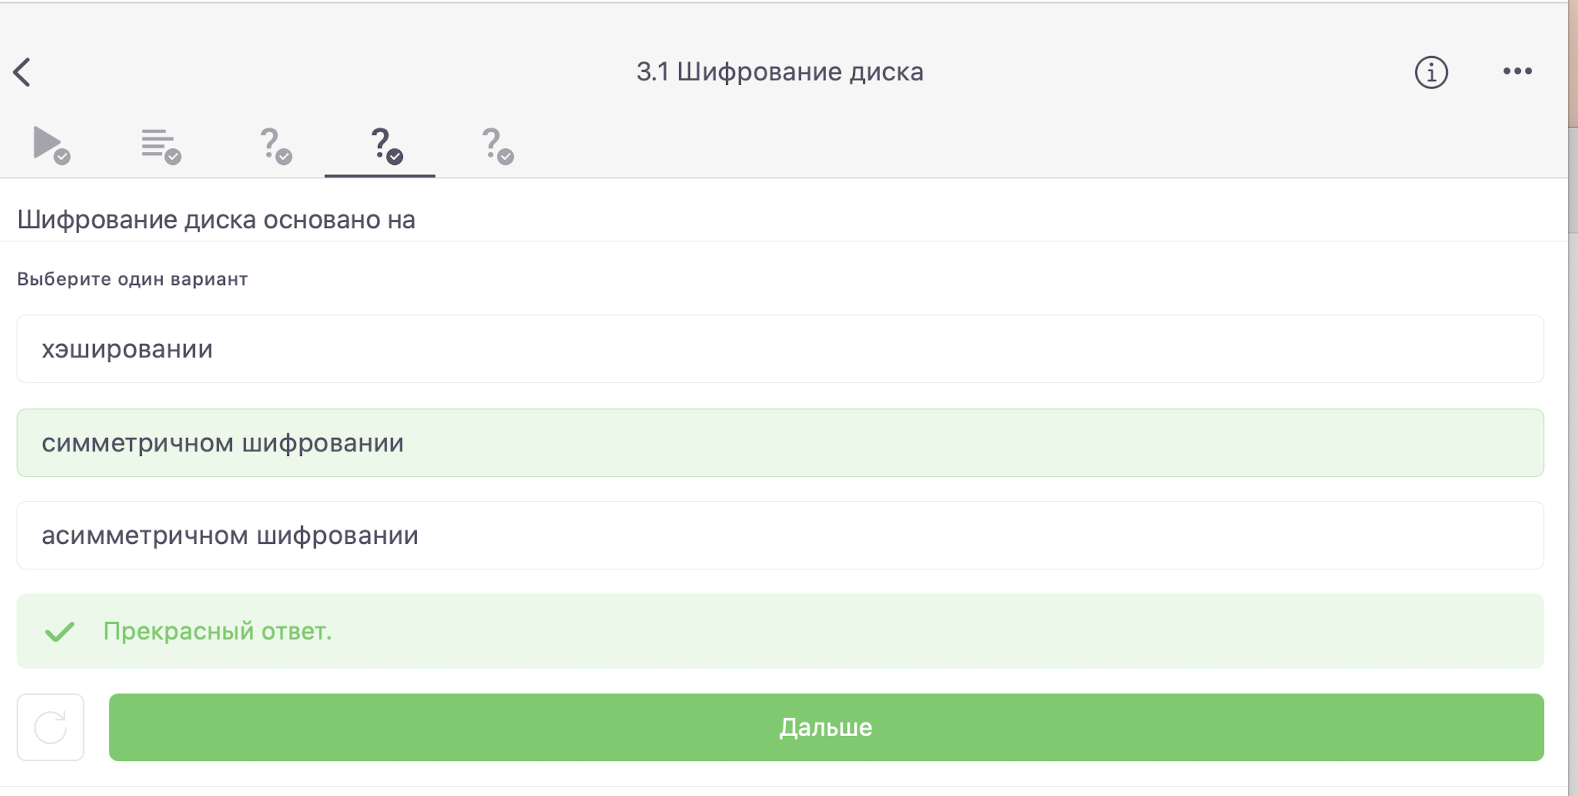 3.1 Шифрование диска
Шифрование диска основано на
Выберите один вариант
хэшировании
симметричном шифровании
асимметричном шифровании
Прекрасный ответ.
Дальше